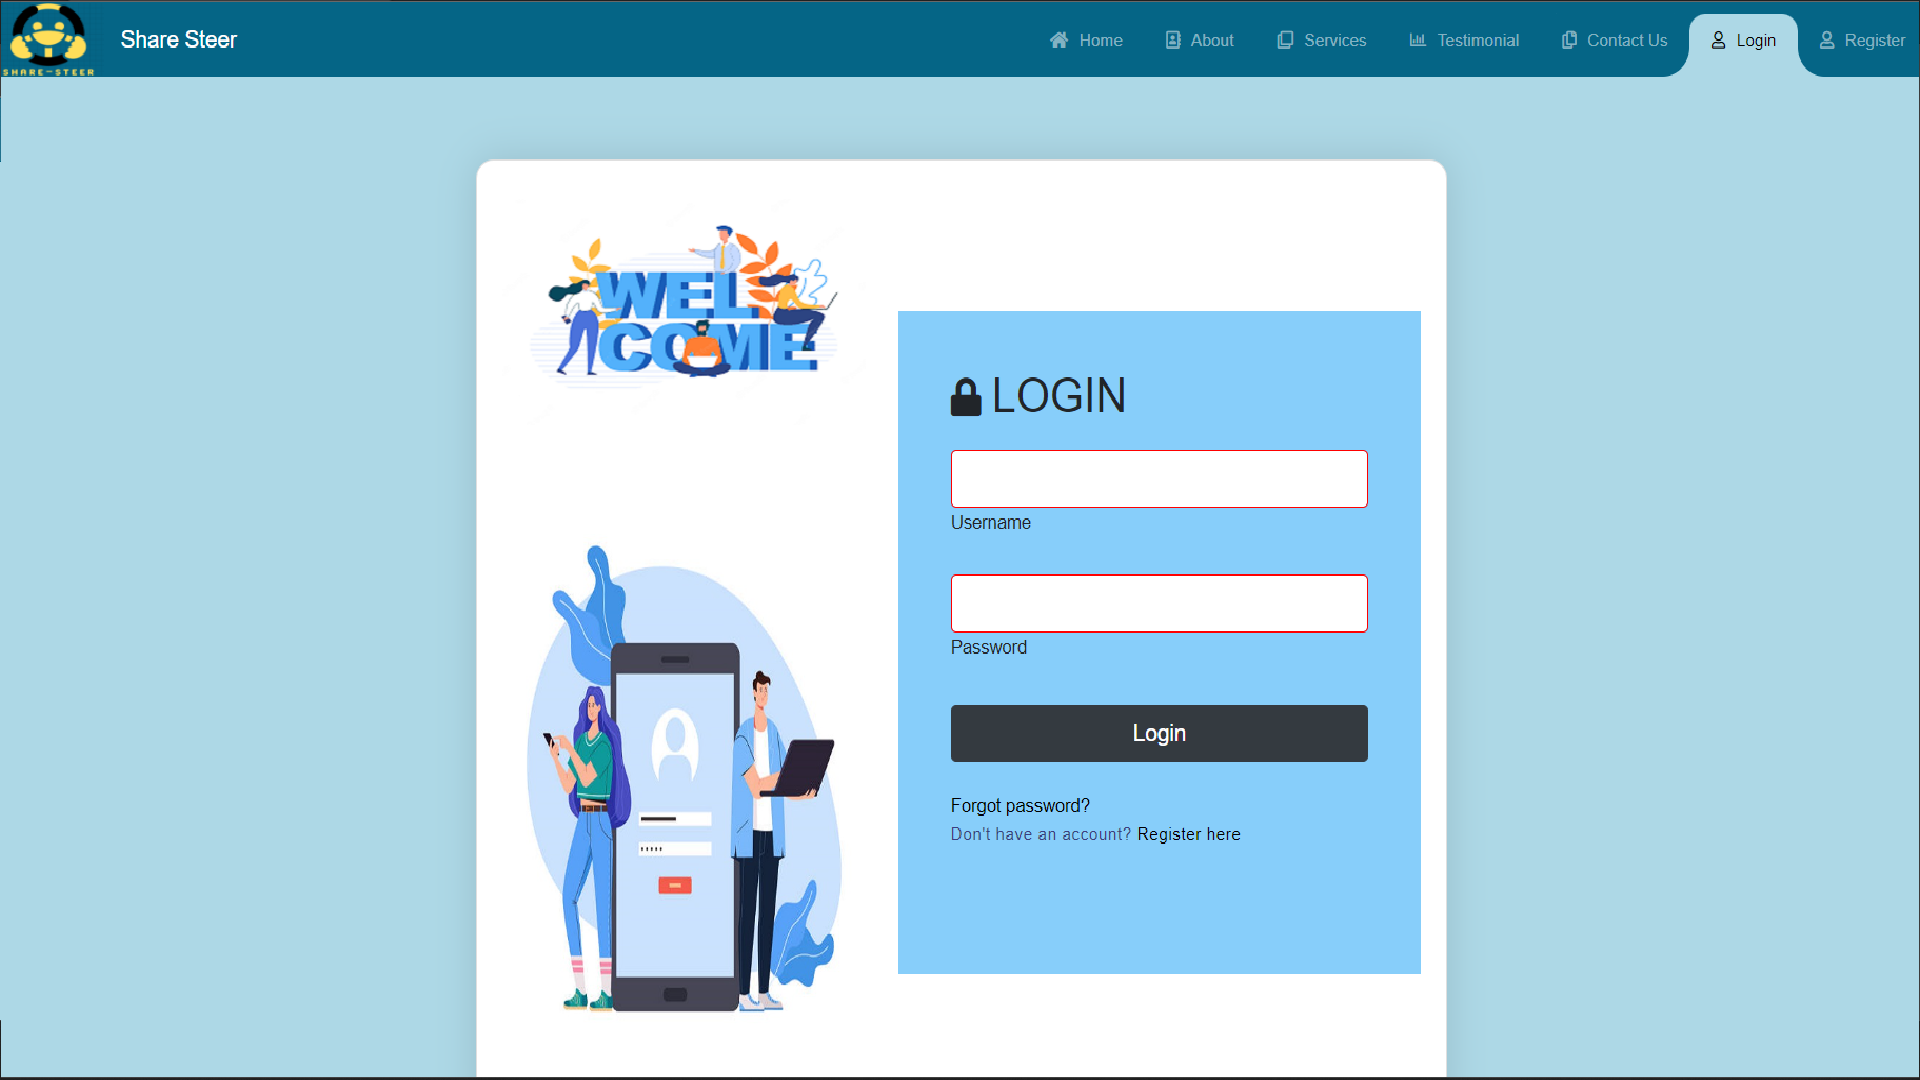 SHARE-STEER
Share Steer
Home
About
Services
Testimonial
Contact Us
Login
Register
WEL
COME
LOGIN
Username
Password
Login
Forgot password?
Don't have an account? Register here